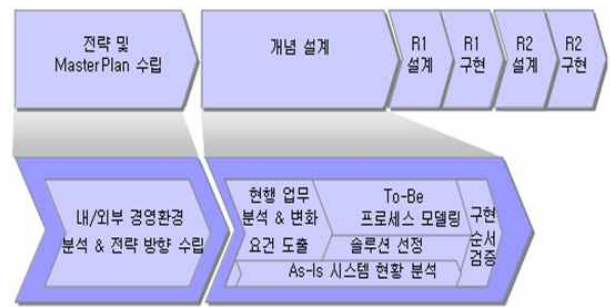 전략 및
MasterPlan 수립
개념 설계
R1
설계
R1
구현
R2
설계
R2
구현
내/외부 경영환경
분석 & 전략 방향 수립
현행 업무
분석 & 변화
요건 도출
To-Be
프로세스 모델링
솔루션 선정
구현
순서
검증
As-Is 시스템 현황 분석